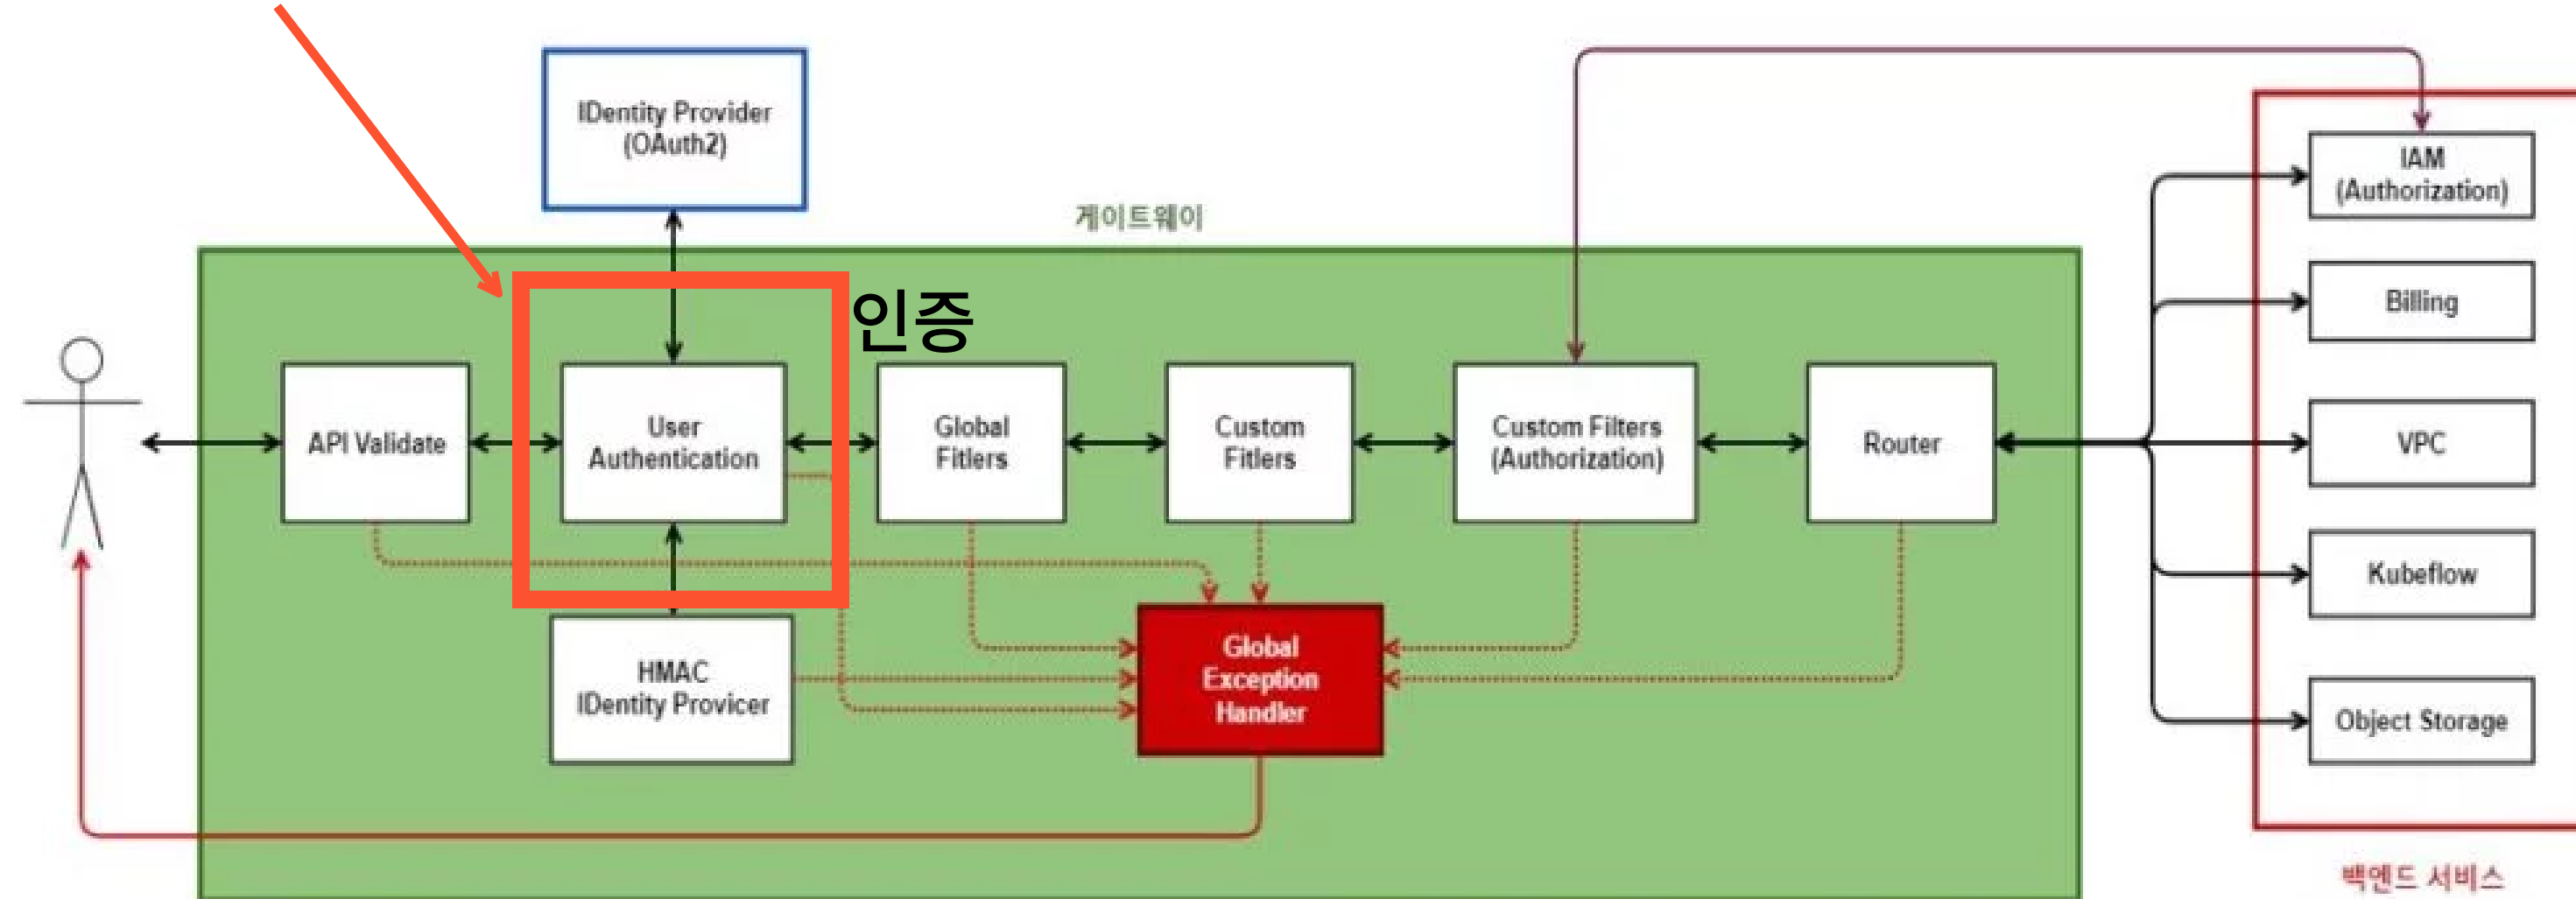 IDentity Provider
(OAuth2)
게이트웨이
인증
API Validate
User
Authentication
Global
Fitlers
Custom
Fitlers
Custom Filters
(Authorization)
Router
HMAC
IDentity Provicer
Global
Exception
Handler
IAM
(Authorization)
Billing
VPC
Kubeflow
Object Storage
백엔드 서비스